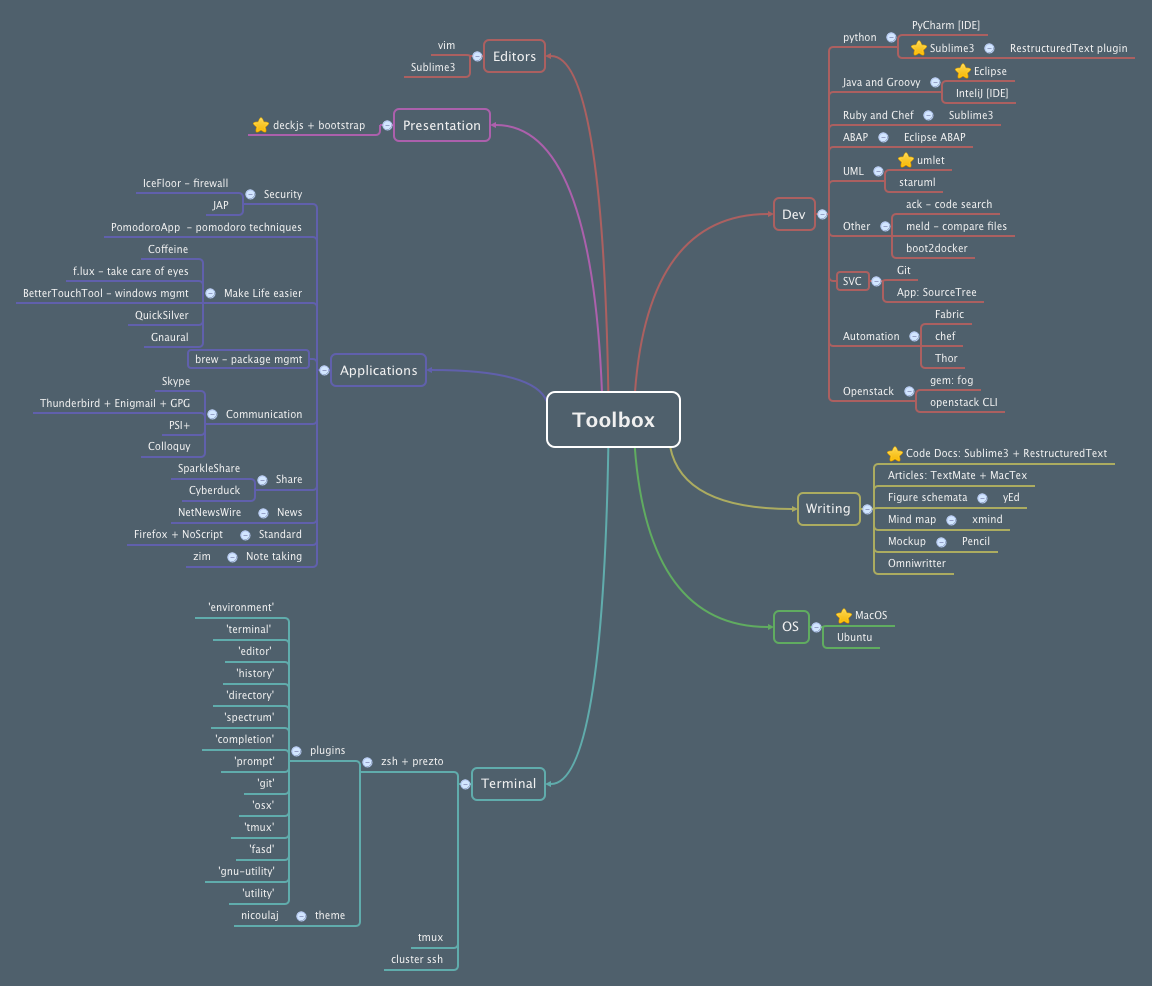 Toolbox
Editors
vim
Sublime3
Presentation
deckjs + bootstrap
Applications
Security
IceFloor – firewall
JAP
PomodoroApp – pomodoro techniques
Make Life easier
Coffeine
f.lux – take care of eyes
BetterTouchTool – windows mgmt
QuickSilver
Gnaural
brew – package mgmt
Communication
Skype
Thunderbird + Enigmail + GPG
PSI+
Colloquy
Share
SparkleShare
Cyberduck
News
NetNewsWire
Standard
Firefox + NoScript
Note taking
zim
Terminal
zsh + prezto
plugins
'environment'
'terminal'
'editor'
'history'
'directory'
'spectrum'
'completion'
'prompt'
'git'
'osx'
'tmux'
'fasd'
'gnu-utility'
'utility'
theme
nicoulaj
tmux
cluster ssh
Dev
python
PyCharm [IDE]
Sublime3
RestructuredText plugin
Java and Groovy
Eclipse
InteliJ [IDE]
Ruby and Chef
Sublime3
ABAP
Eclipse ABAP
UML
umlet
staruml
Other
ack – code search
meld – compare files
boot2docker
SVC
Git
App: SourceTree
Automation
Fabric
chef
Thor
Openstack
gem: fog
openstack CLI
Writing
Code Docs: Sublime3 + RestructuredText
Articles: TextMate + MacTex
Figure schemata
yEd
Mind map
xmind
Mockup
Pencil
Omniwritter
OS
MacOS
Ubuntu